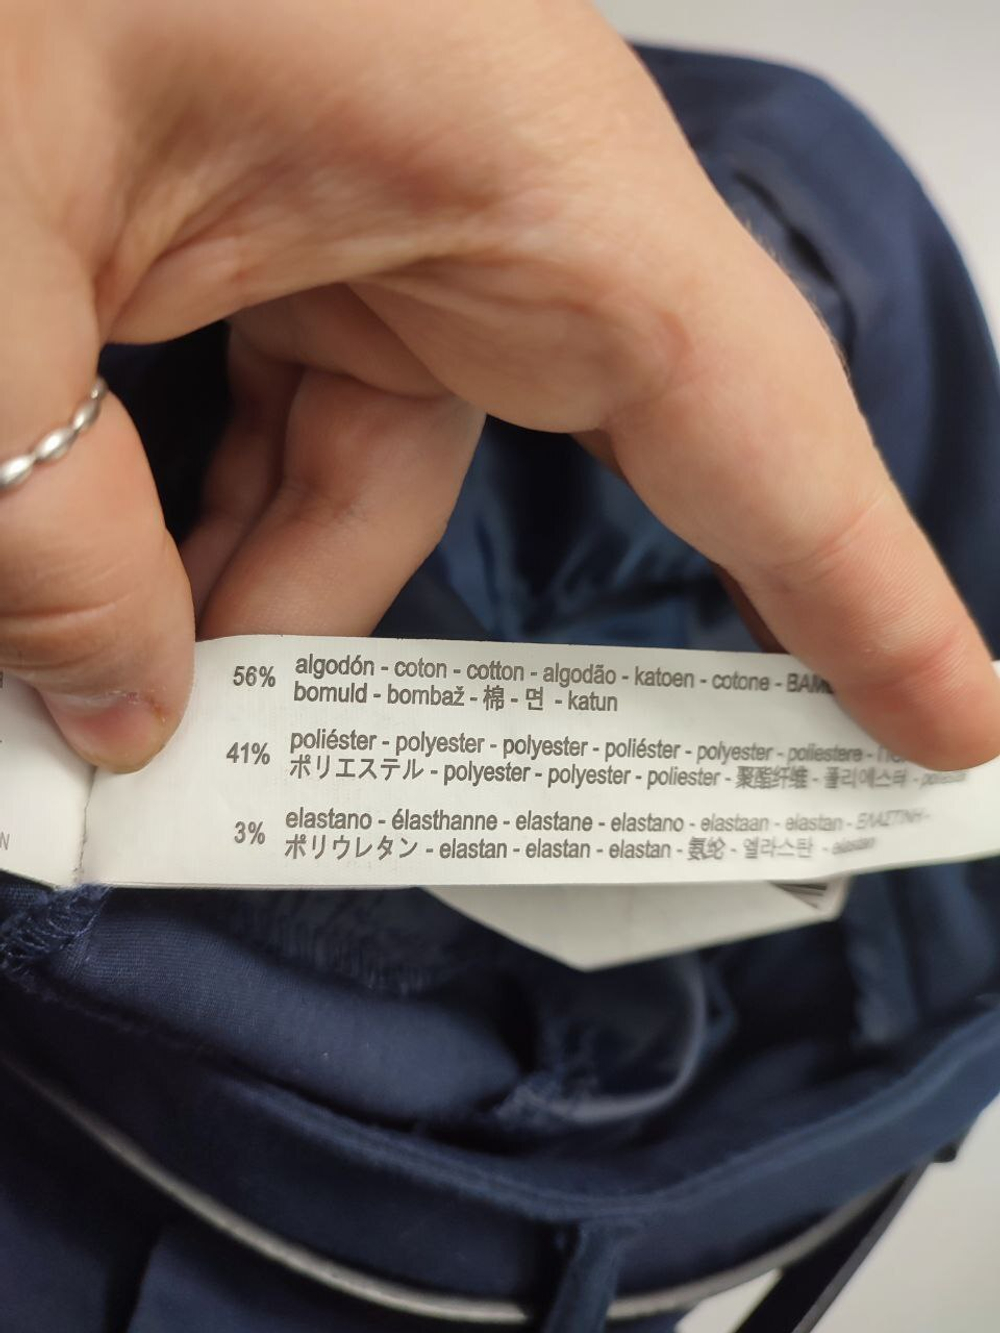 56% algodón - coton - cotton - algodão - katoen - cotone -
bomuld - bombaž - 棉 - 면 - katun
41% poliéster - polyester - polyester - poliéster - polyester - poliestere -
ポリエステル - polyester - polyester - poliester - 聚酯纤维 - 폴리에스터 -
3% elastano - élasthanne - elastane - elastano - elastaan - elastan - ΕΛΑΣΤΙΝΗ -
ポリウレタン - elastan - elastan - elastan - 氨纶 - 엘라스탄 - elastan
N